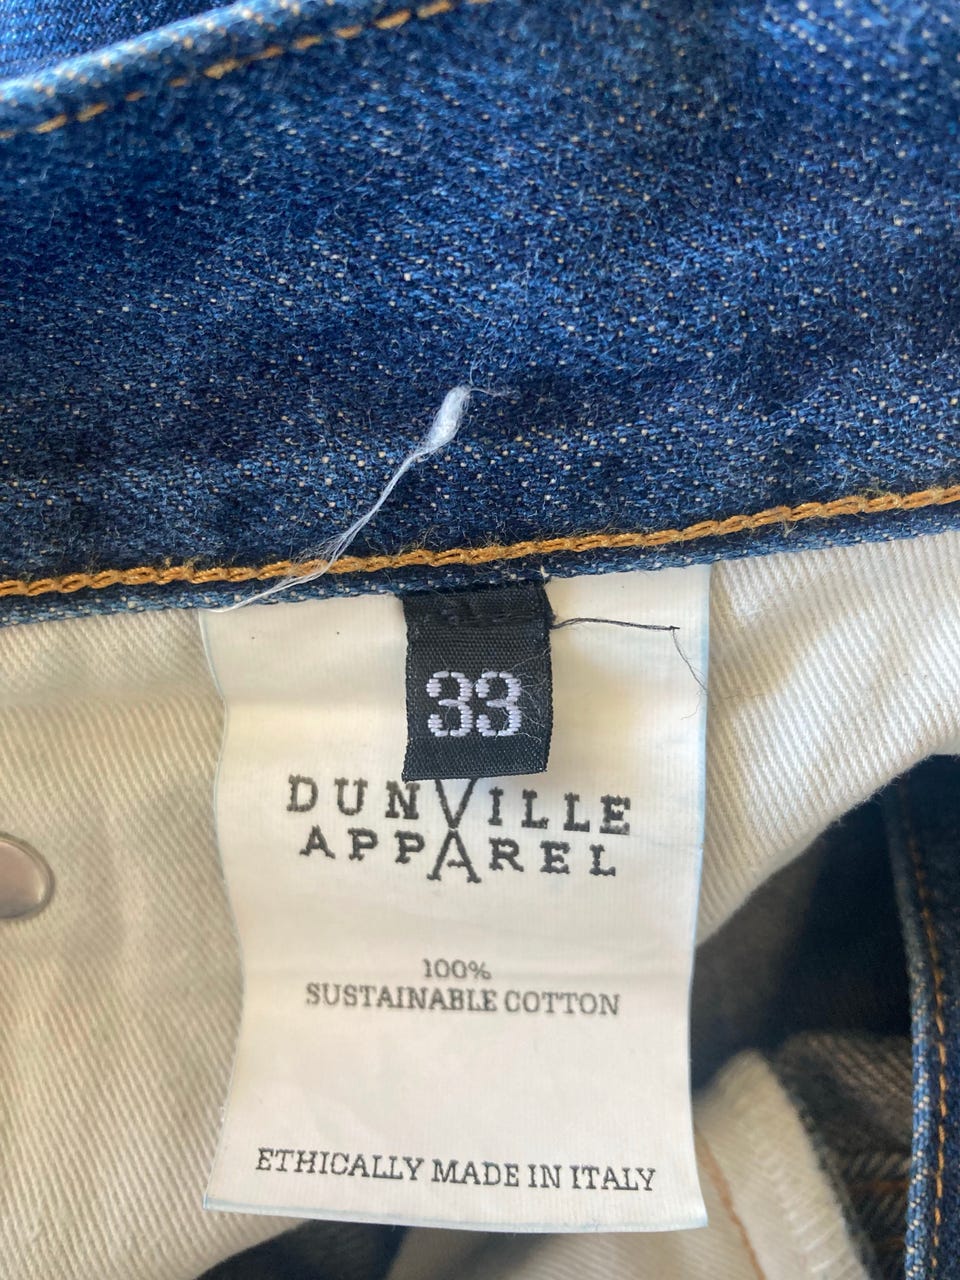 33
DUNVILLE
APPAREL
100%
SUSTAINABLE COTTON
ETHICALLY MADE IN ITALY